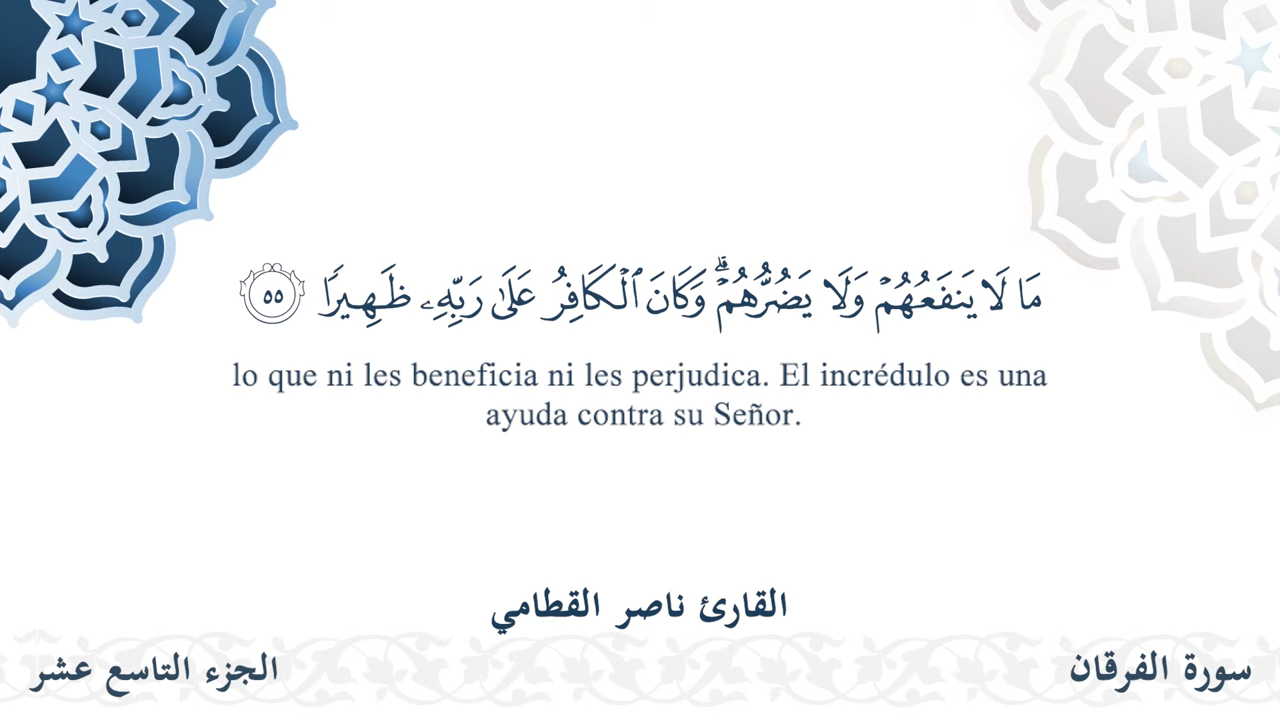 مَا لَا يَنفَعُهُمۡ وَلَا يَضُرُّهُمۡۗ وَكَانَ ٱلۡكَافِرُ عَلَىٰ رَبِّهِۦ ظَهِيرٗا ٥٥
lo que ni les beneficia ni les perjudica. El incrédulo es una
ayuda contra su Señor.
القارئ ناصر القطامي
سورة الفرقان
الجزء التاسع عشر